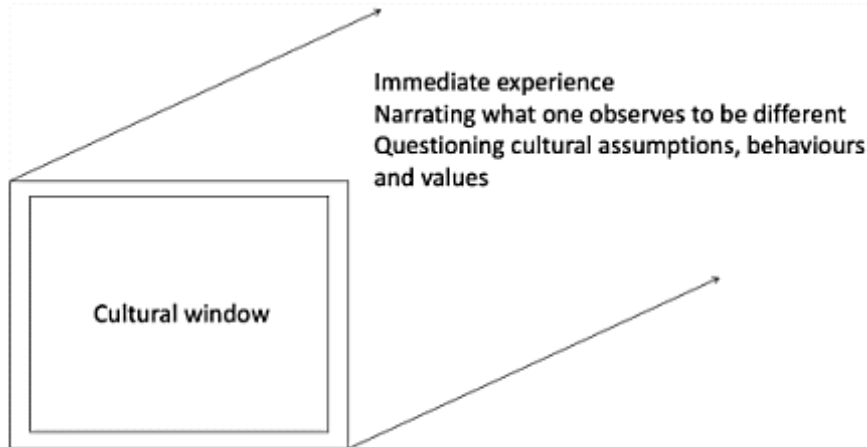 Immediate experience
Narrating what one observes to be different
Questioning cultural assumptions, behaviours
and values
Cultural window